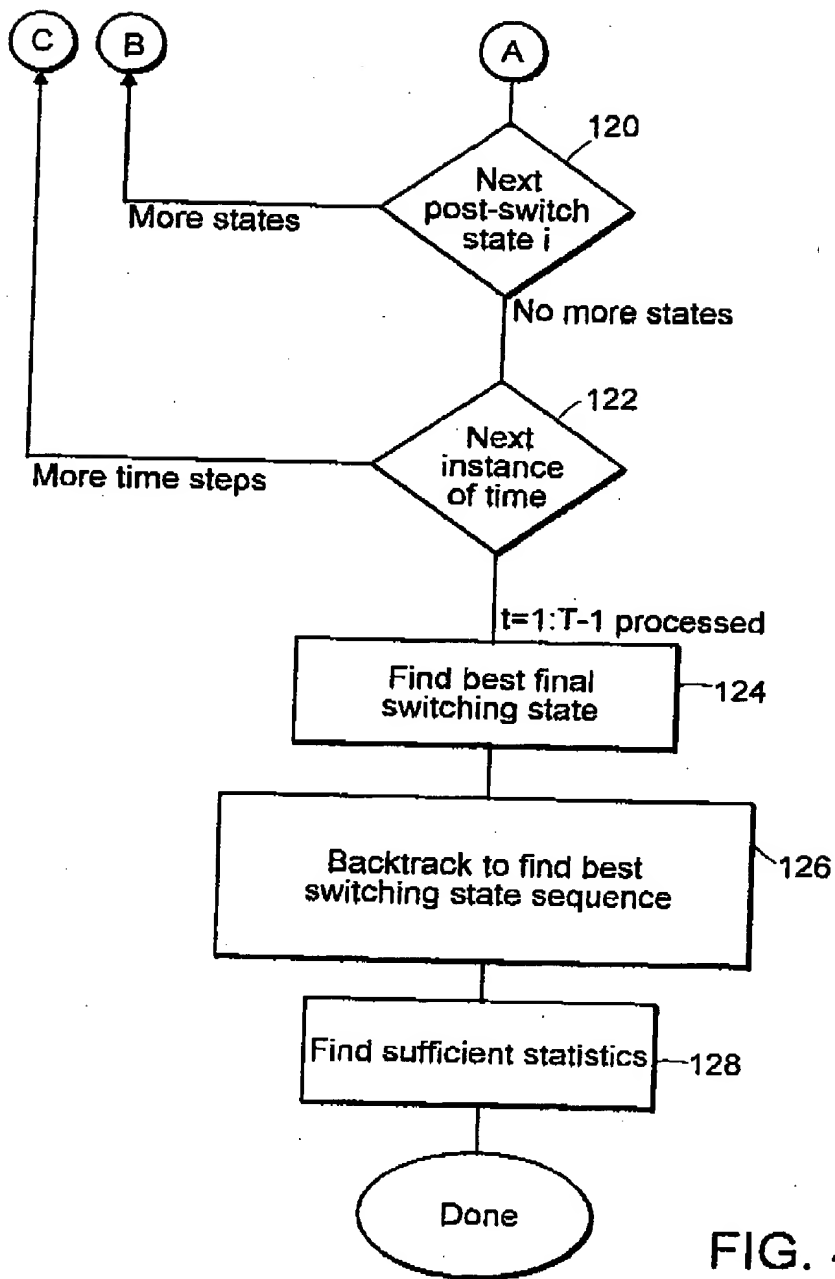 C
B
A
120
Next
post-switch
state i
More states
No more states
122
Next
instance
of time
More time steps
t=1:T-1 processed
Find best final
switching state
124
Backtrack to find best
switching state sequence
126
Find sufficient statistics
128
Done
FIG.